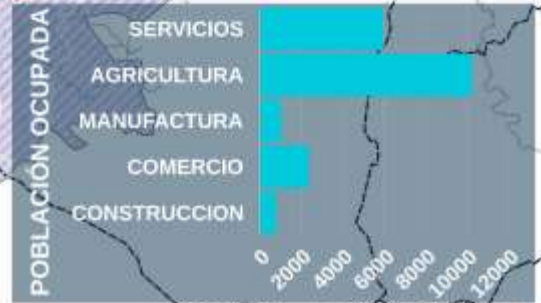 POBLACIÓN OCUPADA
SERVICIOS
AGRICULTURA
MANUFACTURA
COMERCIO
CONSTRUCCION
0 2000 4000 6000 8000 10000 12000